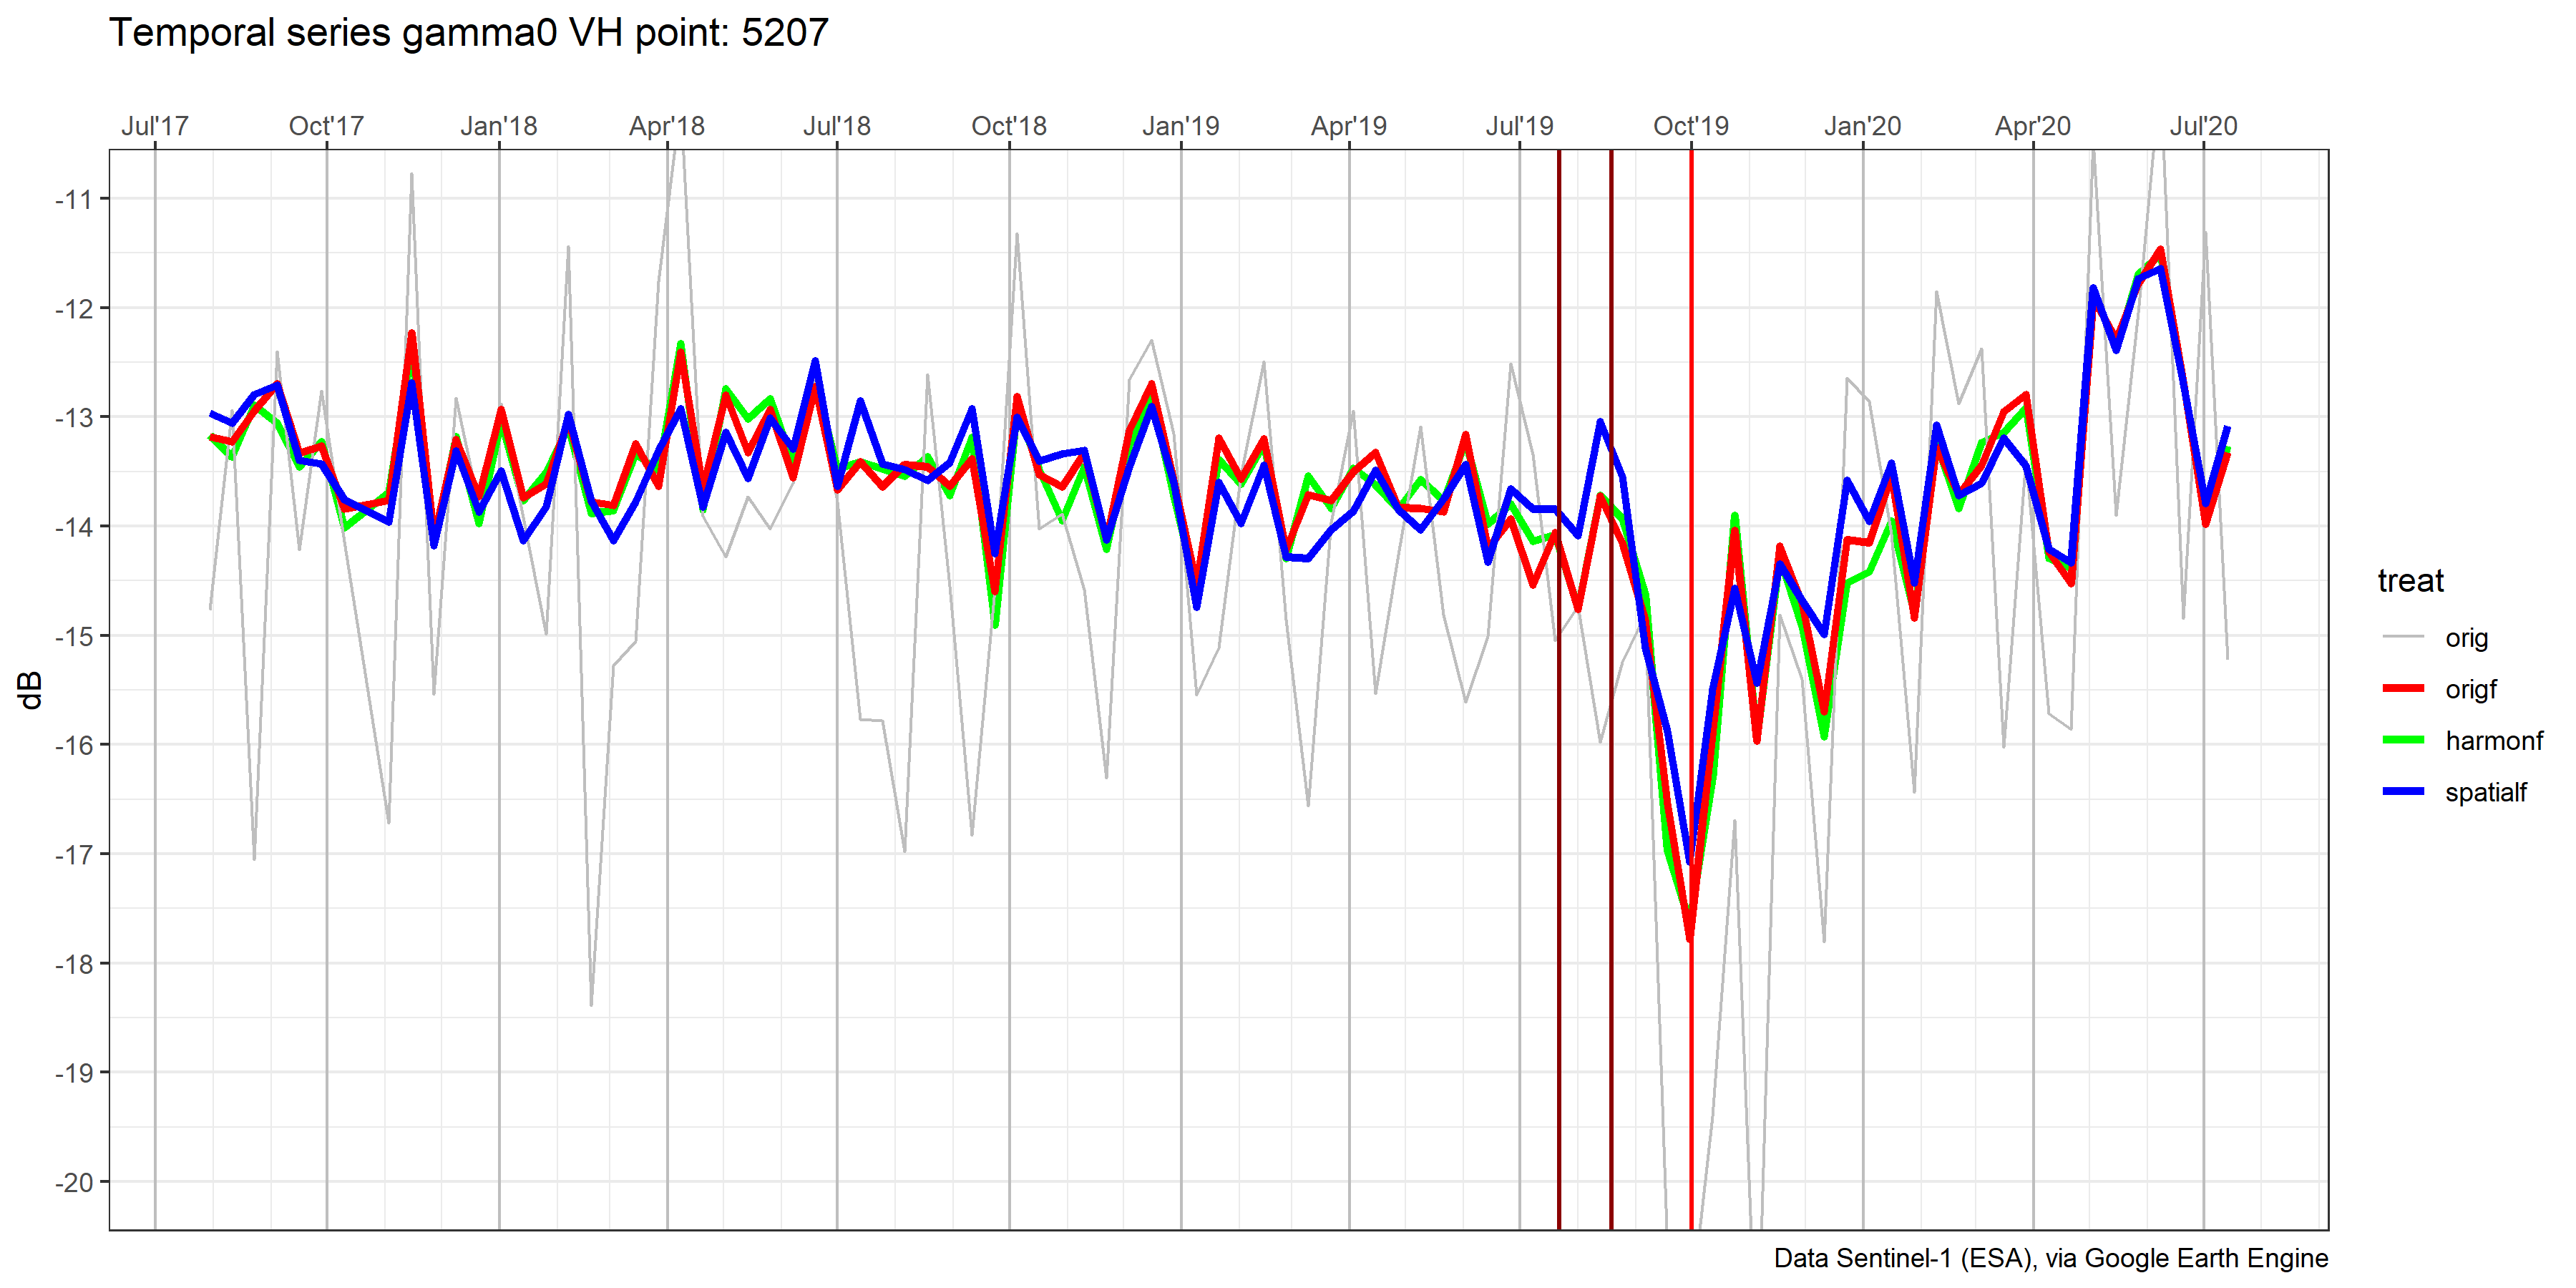 Temporal series gamma0 VH point: 5207
Jul'17 Oct'17 Jan'18 Apr'18 Jul'18 Oct'18 Jan'19 Apr'19 Jul'19 Oct'19 Jan'20 Apr'20 Jul'20
-11
-12
-13
-14
-15
-16
-17
-18
-19
-20
dB
treat
orig
origf
harmonf
spatialf
Data Sentinel-1 (ESA), via Google Earth Engine